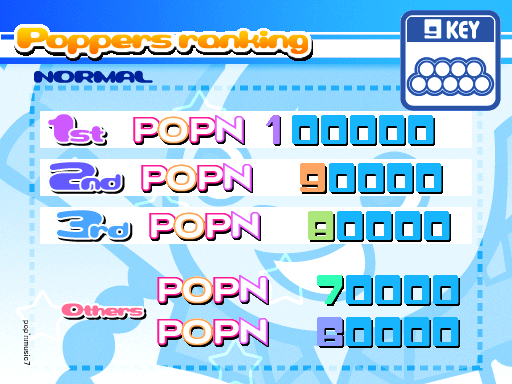 Poppers ranking
9 KEY
NORMAL
1st POPN 100000
2nd POPN 90000
3rd POPN 80000
Others
POPN 70000
POPN 60000
pop'nmusic7